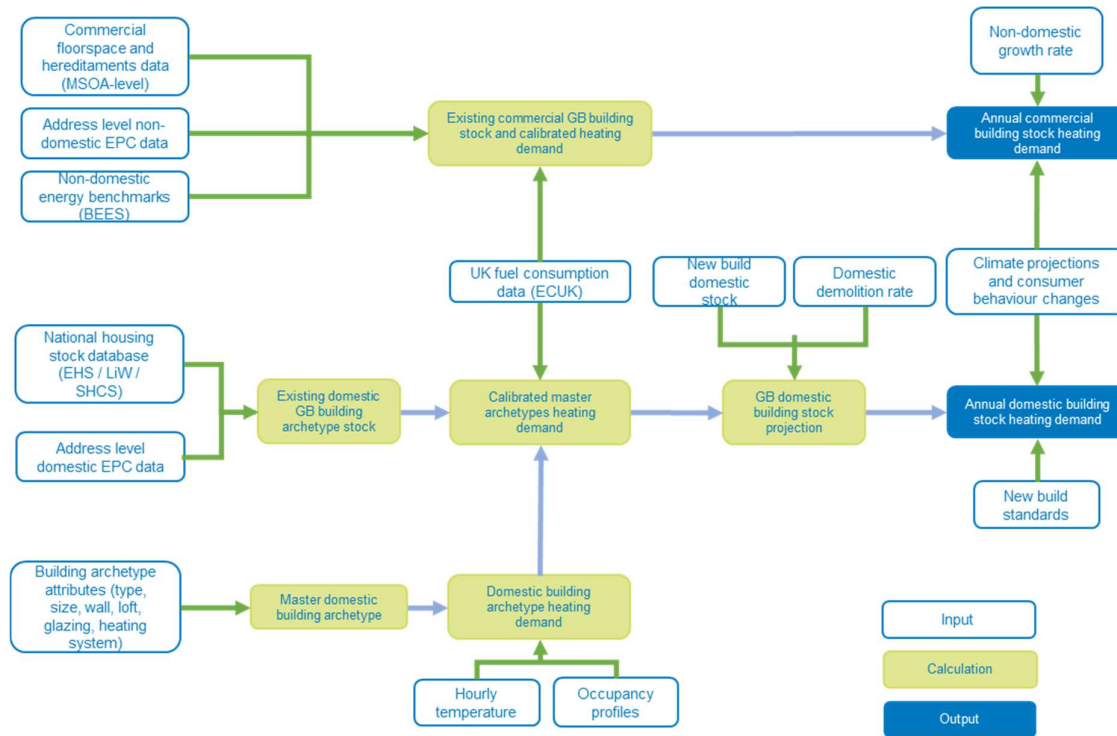 Commercial
floorspace and
hereditaments data
(MSOA-level)
Non-domestic
growth rate
Address level non-
domestic EPC data
Existing commercial GB building
stock and calibrated heating
demand
Annual commercial
building stock heating
demand
Non-domestic
energy benchmarks
(BEES)
UK fuel consumption
data (ECUK)
New build
domestic
stock
Domestic
demolition rate
Climate projections
and consumer
behaviour changes
National housing
stock database
(EHS / LiW /
SHCS)
Existing domestic
GB building
archetype stock
Calibrated master
archetypes heating
demand
GB domestic
building stock
projection
Annual domestic building
stock heating demand
Address level
domestic EPC data
New build
standards
Building archetype
attributes (type,
size, wall, loft,
glazing, heating
system)
Master domestic
building archetype
Domestic building
archetype heating
demand
Hourly
temperature
Occupancy
profiles
Input
Calculation
Output